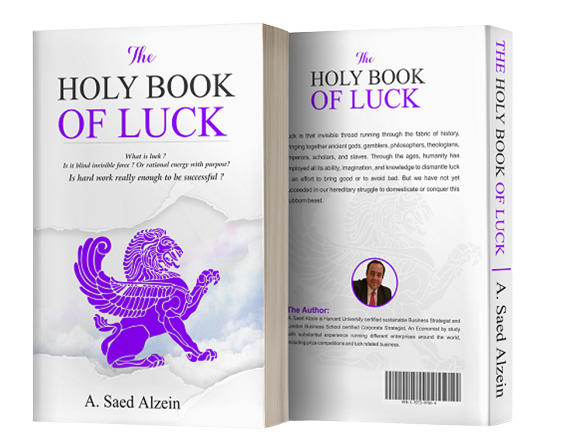 The
HOLY BOOK
OF LUCK
What is luck ?
Is it blind invisible force ? Or rational energy with purpose?
Is hard work really enough to be successful ?
A. Saed Alzein
The
HOLY BOOK
OF LUCK
uck is that invisible thread running through the fabric of history,
ringing together ancient gods, gamblers, philosophers, theologians,
mperors, scholars, and slaves. Through the ages, humanity has
mployed all its ability, imagination, and knowledge to dismantle luck
an effort to bring good or to avoid bad. But we have not yet
ucceeded in our hereditary struggle to domesticate or conquer this
ubborn beast.
The Author:
A. Saed Alzein is Harvard University certified sustainable Business Strategist and
London Business School certified Corporate Strategist, An Economist by study
with substantial experience running different enterprises around the world,
including prize competitions and luck related business.
THE HOLY BOOK OF LUCK | A. Saed Alzein